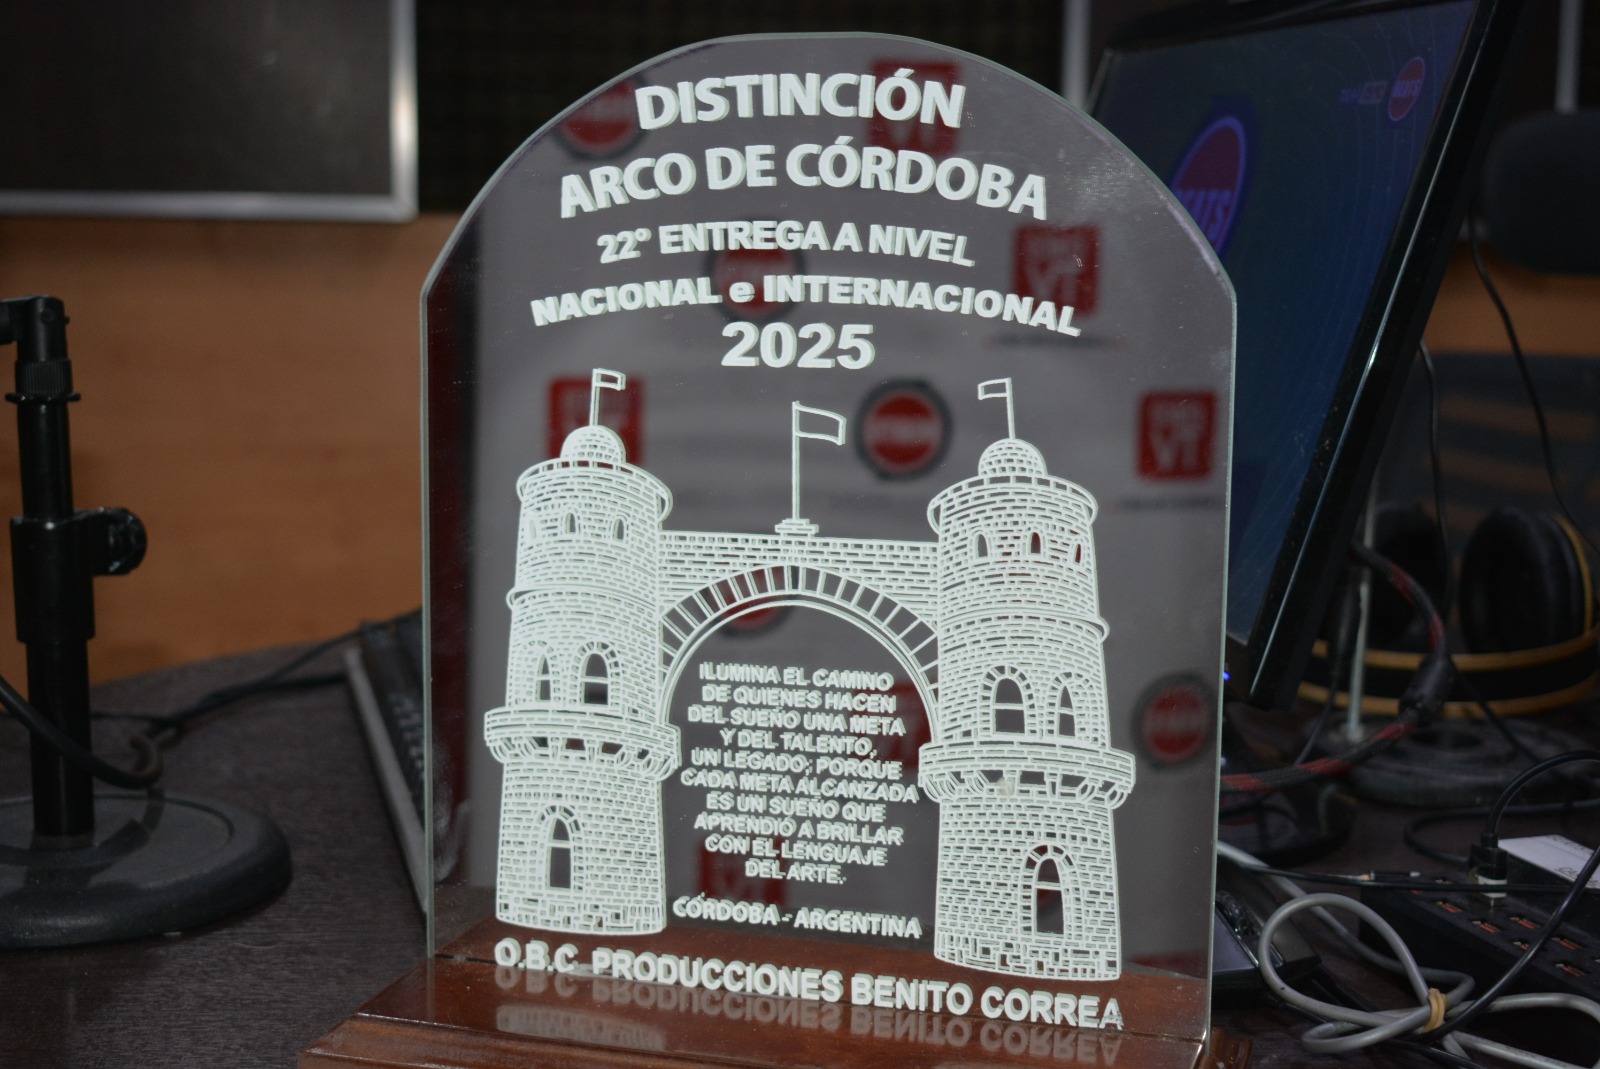 DISTINCIÓN
ARCO DE CÓRDOBA
22° ENTREGA A NIVEL
NACIONAL e INTERNACIONAL
2025
ILUMINA EL CAMINO
DE QUIENES HACEN
DEL SUEÑO UNA META
Y DEL TALENTO,
UN LEGADO; PORQUE
CADA META ALCANZADA
ES UN SUEÑO QUE
APRENDIÓ A BRILLAR
CON EL LENGUAJE
DEL ARTE.
CÓRDOBA - ARGENTINA
O.B.C PRODUCCIONES BENITO CORREA